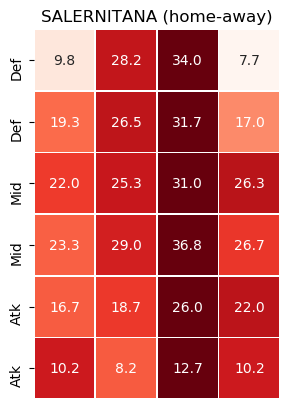 SALERNITANA (home-away)
Def 9.8 28.2 34.0 7.7
Def 19.3 26.5 31.7 17.0
Mid 22.0 25.3 31.0 26.3
Mid 23.3 29.0 36.8 26.7
Atk 16.7 18.7 26.0 22.0
Atk 10.2 8.2 12.7 10.2